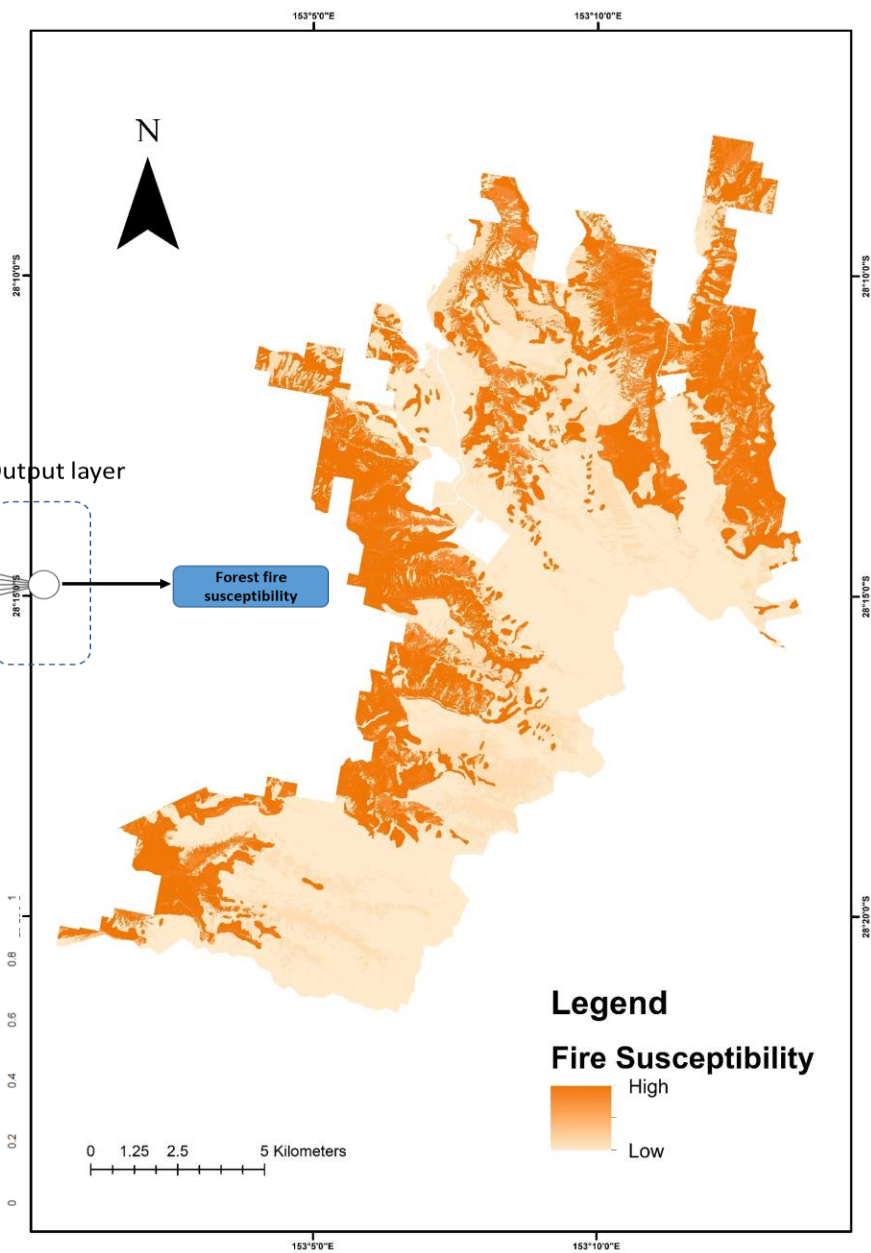 153°5'0"E
153°10'0"E
N
28°10'0"S
28°10'0"S
Output layer
Forest fire
susceptibility
28°15'0"S
28°15'0"S
1
28°20'0"S
0.8
Legend
0.6
Fire Susceptibility
High
0.4
Low
0.2
0 1.25 2.5 5 Kilometers
0
153°5'0"E
153°10'0"E